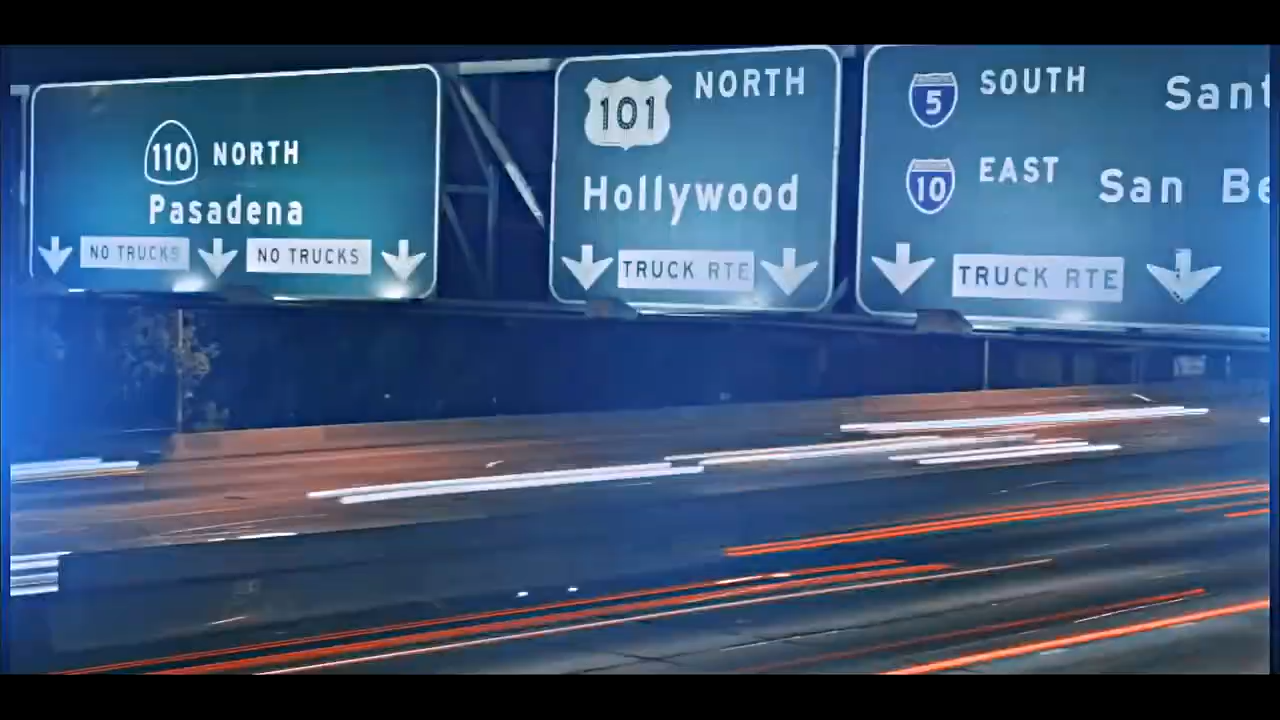 110 NORTH
Pasadena
NO TRUCKS NO TRUCKS
101 NORTH
Hollywood
TRUCK RTE
5 SOUTH
10 EAST San
TRUCK RTE